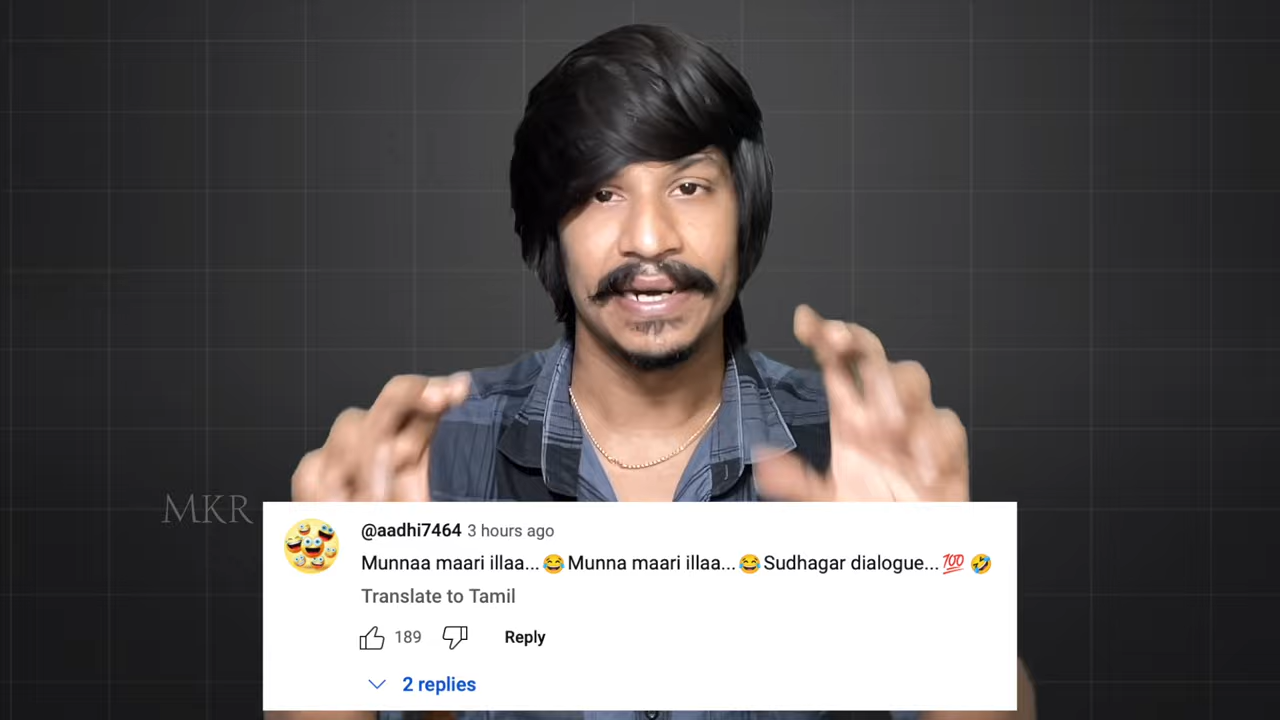 MKR
@aadhi7464 3 hours ago
Munnaa maari illaa...😂Munna maari illaa...😂Sudhagar dialogue...💯🤣
Translate to Tamil
189 Reply
2 replies